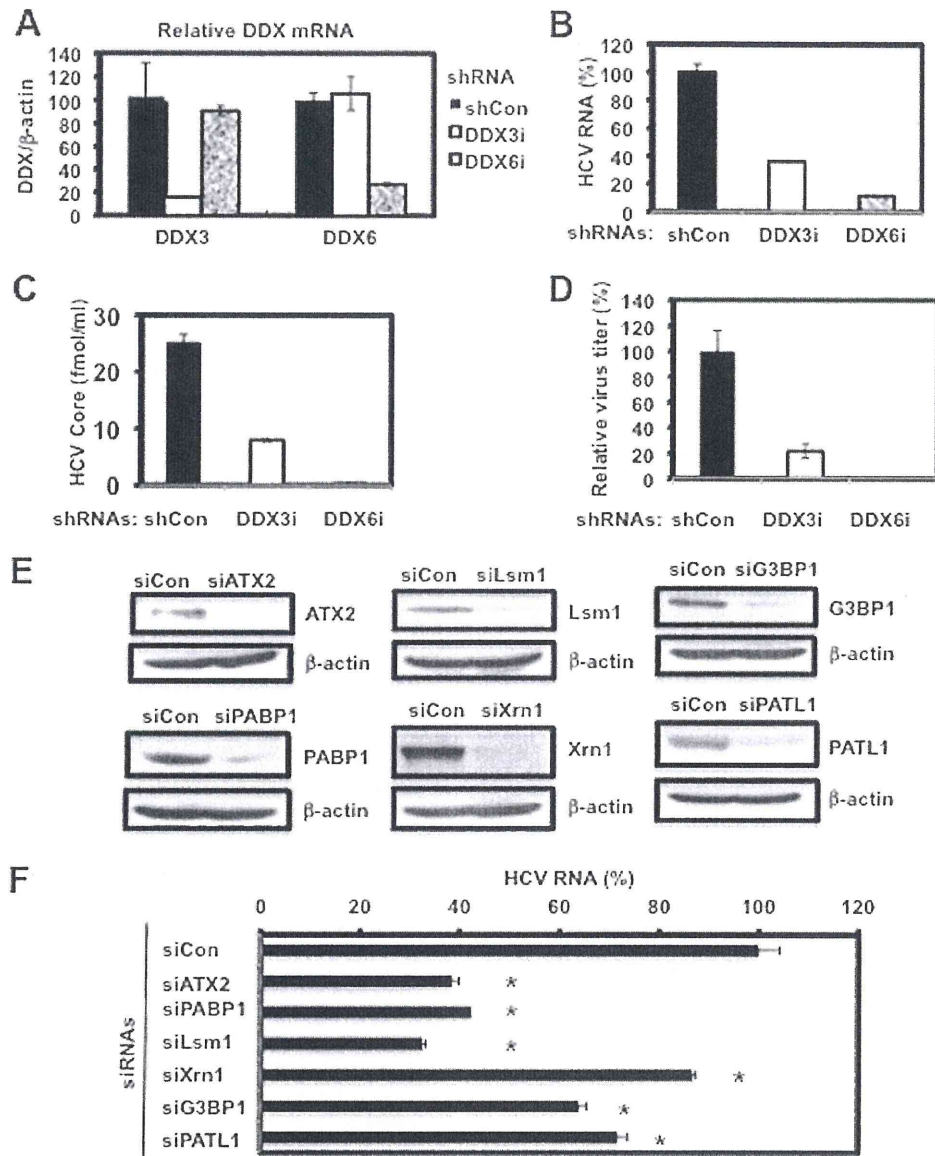 A
Relative DDX mRNA
DDX/β-actin
140
120
100
80
60
40
20
0
DDX3 DDX6
shRNA
shCon
DDX3i
DDX6i
B
HCV RNA (%)
120
100
80
60
40
20
0
shRNAs: shCon DDX3i DDX6i
C
HCV Core (fmol/ml)
30
20
10
0
shRNAs: shCon DDX3i DDX6i
D
Relative virus titer (%)
140
120
100
80
60
40
20
0
shRNAs: shCon DDX3i DDX6i
E
siCon siATX2
ATX2
β-actin
siCon siLsm1
Lsm1
β-actin
siCon siG3BP1
G3BP1
β-actin
siCon siPABP1
PABP1
β-actin
siCon siXrn1
Xrn1
β-actin
siCon siPATL1
PATL1
β-actin
F
HCV RNA (%)
0 20 40 60 80 100 120
siRNAs
siCon
siATX2 *
siPABP1 *
siLsm1 *
siXrn1 *
siG3BP1 *
siPATL1 *